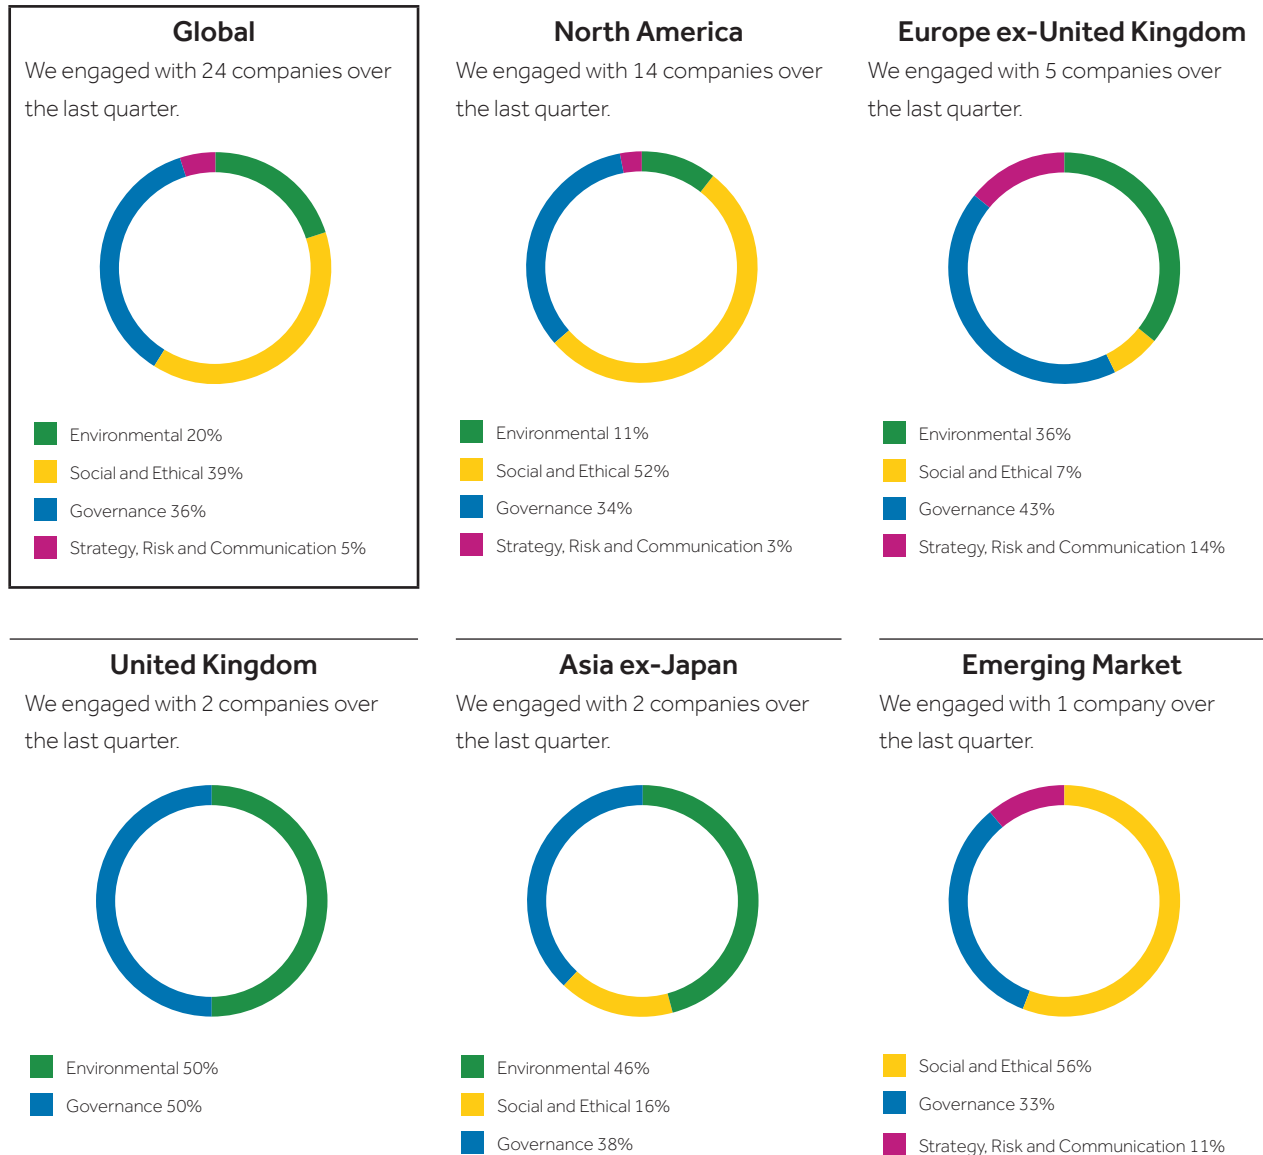 Global
We engaged with 24 companies over
the last quarter.
Environmental 20%
Social and Ethical 39%
Governance 36%
Strategy, Risk and Communication 5%
North America
We engaged with 14 companies over
the last quarter.
Environmental 11%
Social and Ethical 52%
Governance 34%
Strategy, Risk and Communication 3%
Europe ex-United Kingdom
We engaged with 5 companies over
the last quarter.
Environmental 36%
Social and Ethical 7%
Governance 43%
Strategy, Risk and Communication 14%
United Kingdom
We engaged with 2 companies over
the last quarter.
Environmental 50%
Governance 50%
Asia ex-Japan
We engaged with 2 companies over
the last quarter.
Environmental 46%
Social and Ethical 16%
Governance 38%
Emerging Market
We engaged with 1 company over
the last quarter.
Social and Ethical 56%
Governance 33%
Strategy, Risk and Communication 11%